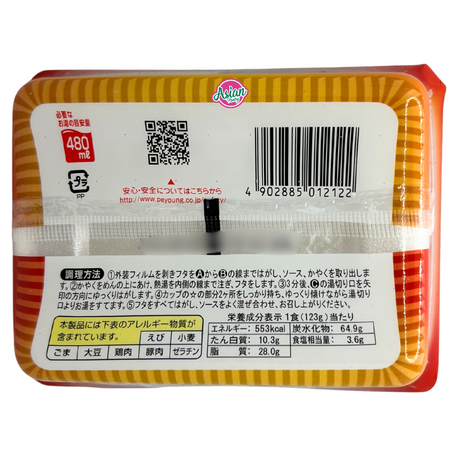 Asian
必要な
お湯の目安量
480
ml
プラ
PP
安心・安全についてはこちらから
http://www.peyoung.co.jp/
4 902885 012122
調理方法 ①外装フィルムを剥きフタをⒶからⒷの線まではがし、ソース、かやくを取り出しま
す。②かやくをめんの上にあけ、熱湯を内側の線まで注ぎ、フタをします。③3分後、Ⓒの湯切り口を矢
印の方向にゆっくりはがします。④カップの☆の部分2ヶ所をしっかり持ち、ゆっくり傾けながら湯切り
口よりお湯をすてます。⑤フタをすべてはがし、ソースをよく混ぜ合わせ、お召し上がりください。
本製品には下表のアレルギー物質が
含まれています。 えび 小麦
ごま 大豆 鶏肉 豚肉 ゼラチン
栄養成分表示 1食(123g)当たり
エネルギー: 553kcal 炭水化物: 64.9g
たん白質: 10.3g 食塩相当量: 3.6g
脂質: 28.0g